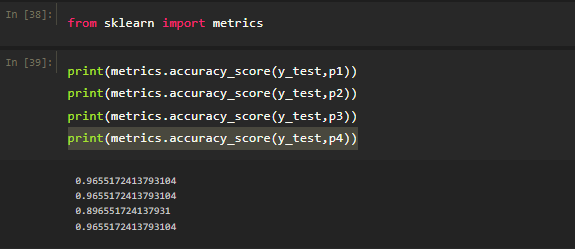 In [38]:
from sklearn import metrics
In [39]:
print(metrics.accuracy_score(y_test,p1))
print(metrics.accuracy_score(y_test,p2))
print(metrics.accuracy_score(y_test,p3))
print(metrics.accuracy_score(y_test,p4))
0.9655172413793104
0.9655172413793104
0.896551724137931
0.9655172413793104